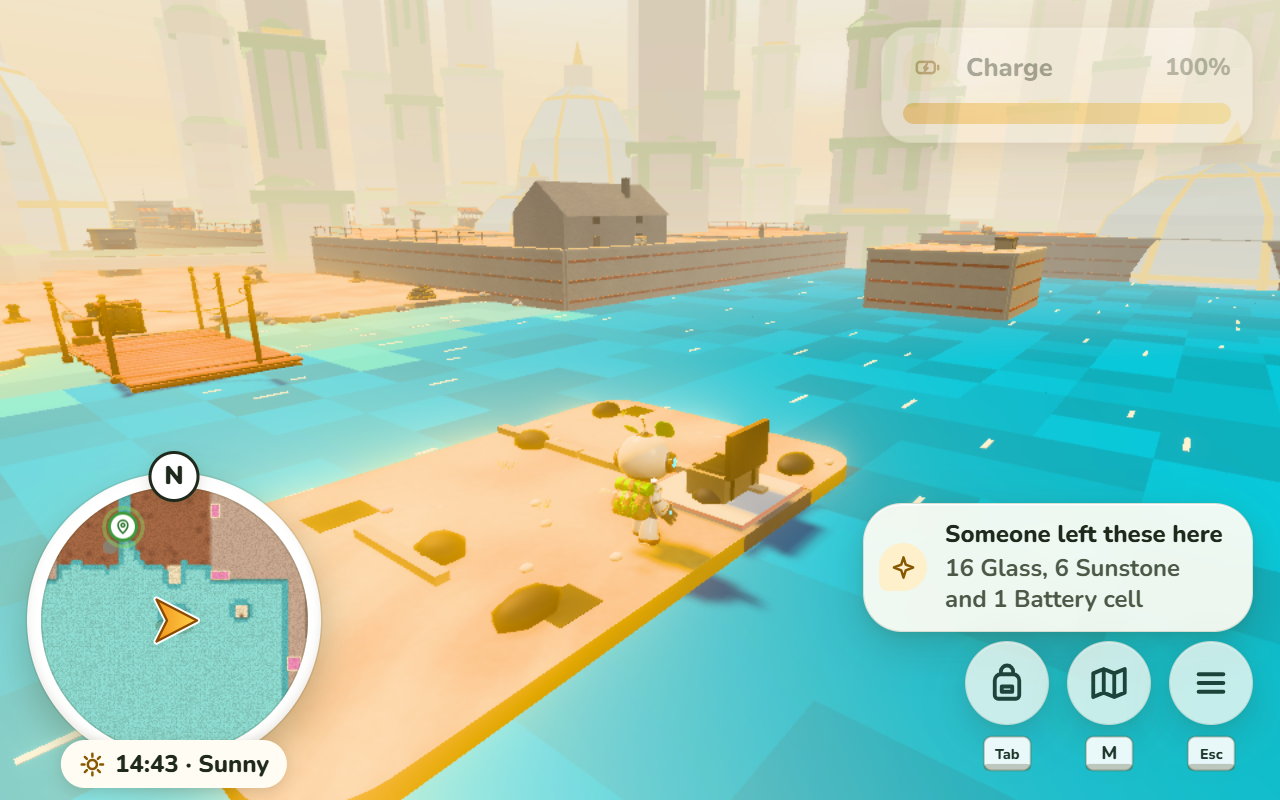 Charge 100%
N
Someone left these here
16 Glass, 6 Sunstone
and 1 Battery cell
14:43 · Sunny
Tab
M
Esc